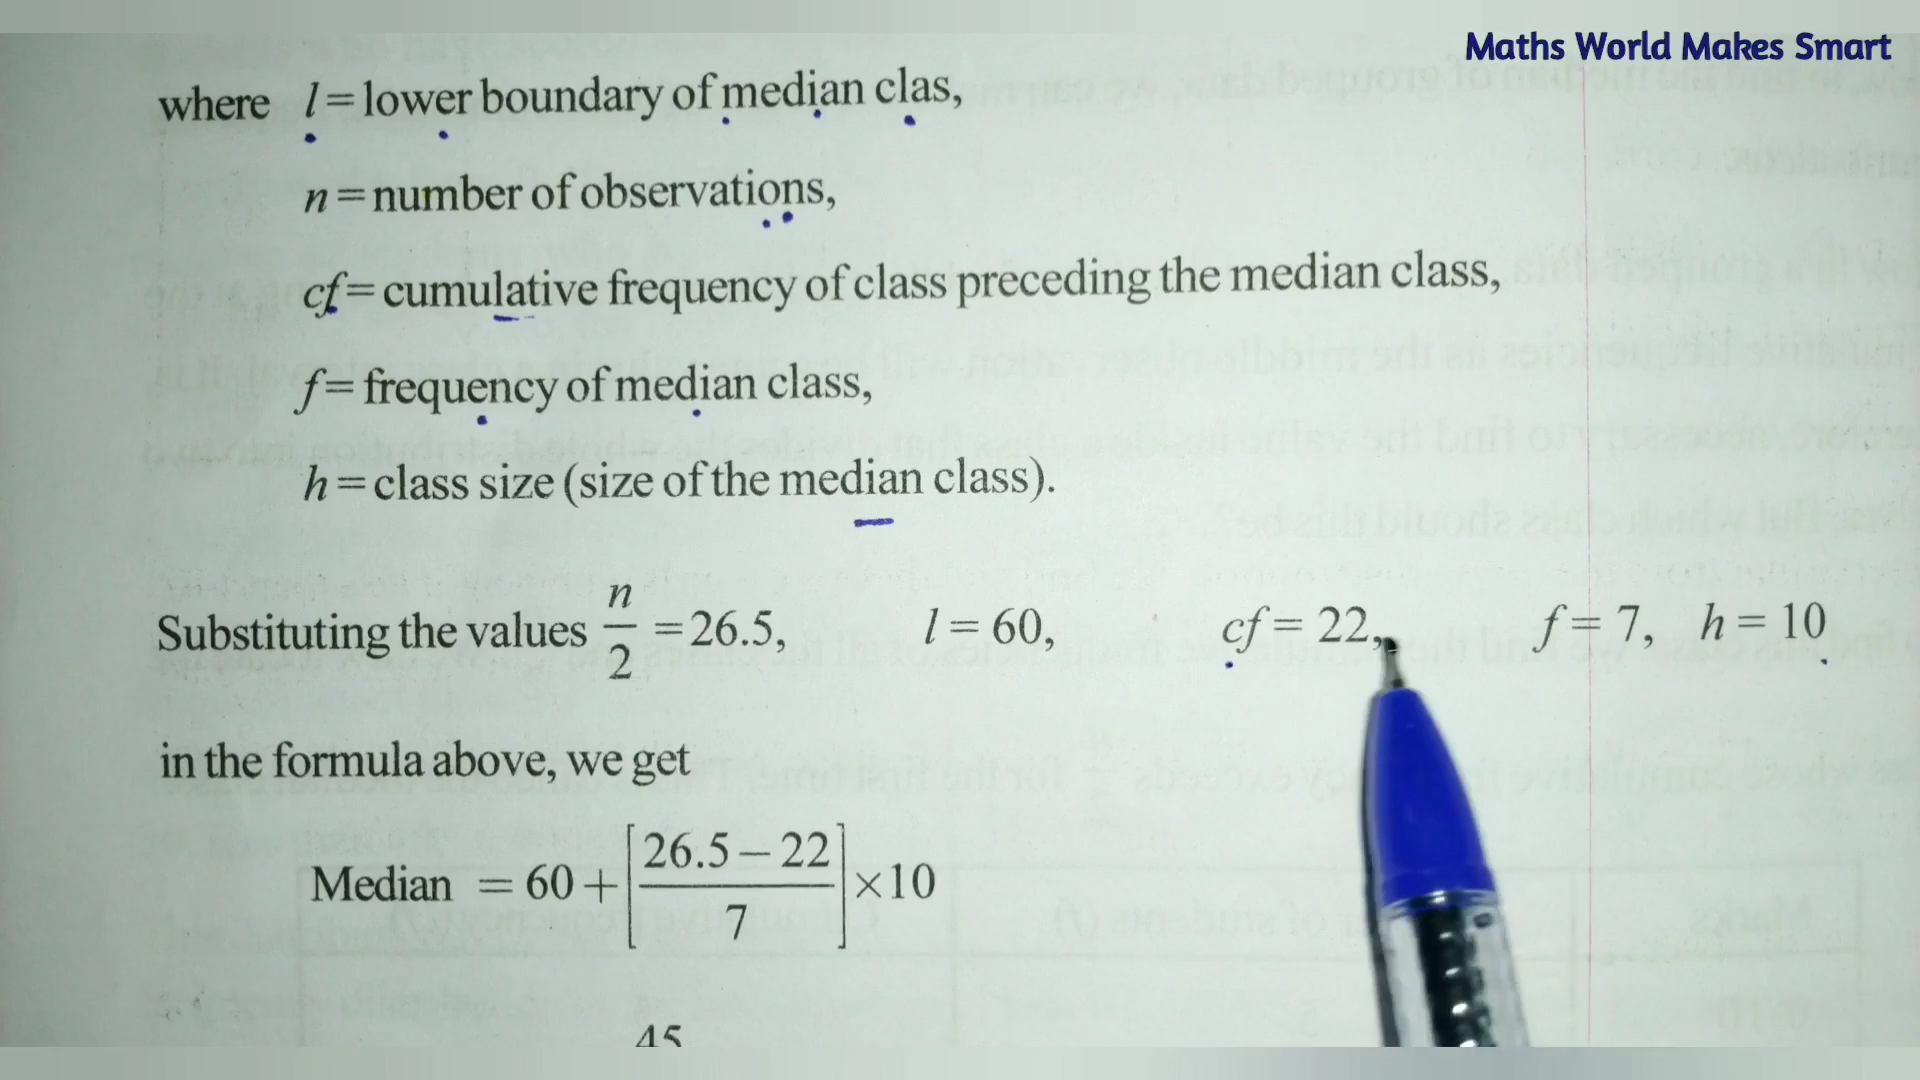 Maths World Makes Smart
where l = lower boundary of median clas,
n = number of observations,
cf = cumulative frequency of class preceding the median class,
f = frequency of median class,
h = class size (size of the median class).
Substituting the values n/2 = 26.5, l = 60, cf = 22, f = 7, h = 10
in the formula above, we get
Median = 60 + [26.5 – 22 / 7] × 10
45